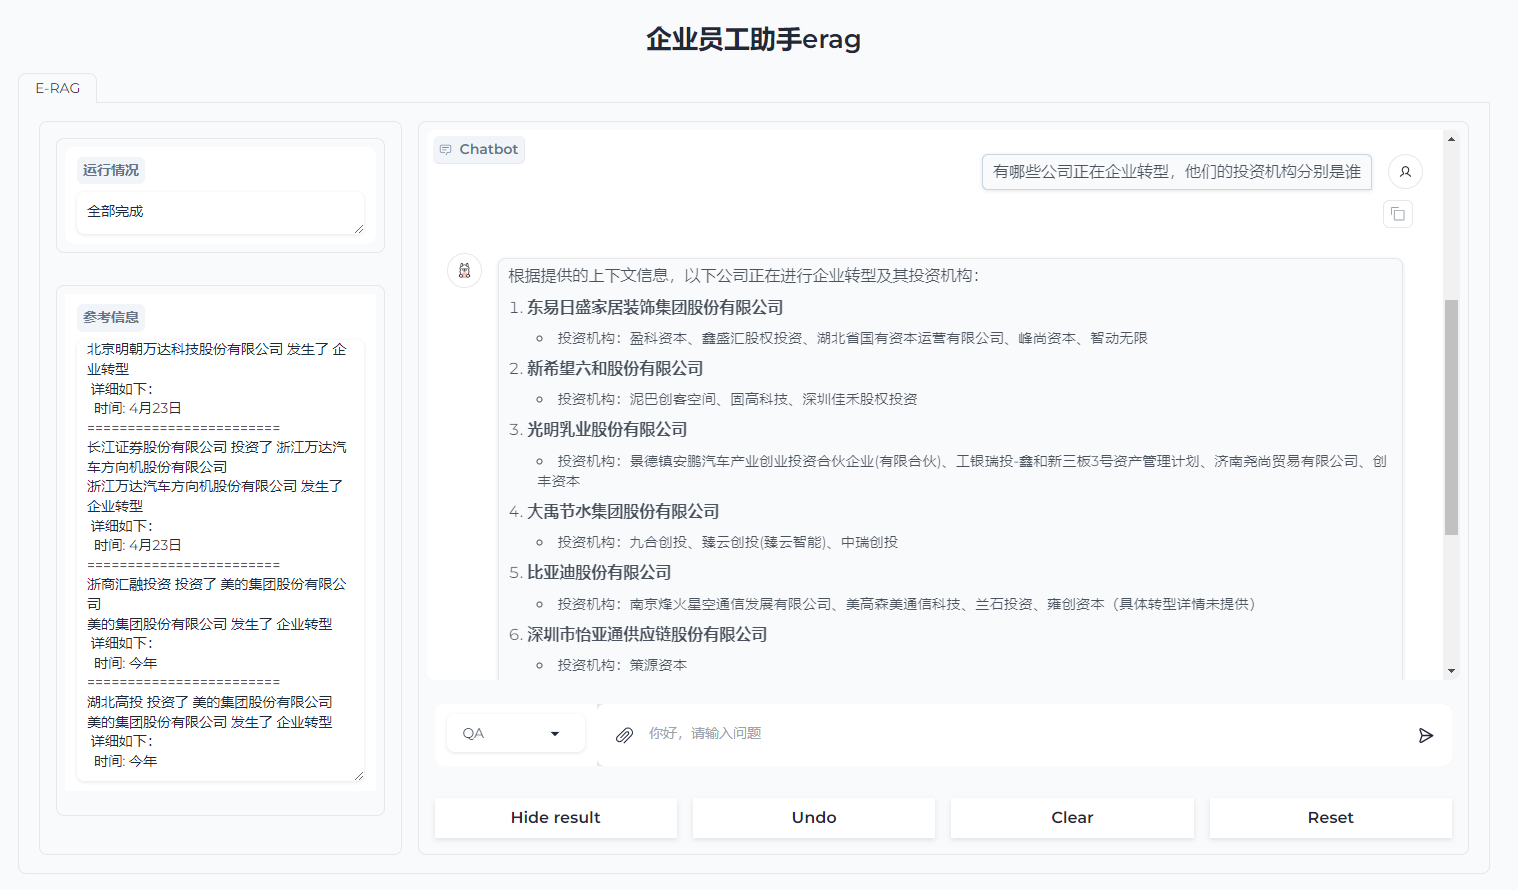 企业员工助手erag
E-RAG
运行情况
全部完成
参考信息
北京明朝万达科技股份有限公司 发生了 企
业转型
详细如下：
时间: 4月23日
========================
长江证券股份有限公司 投资了 浙江万达汽
车方向机股份有限公司
浙江万达汽车方向机股份有限公司 发生了
企业转型
详细如下：
时间: 4月23日
========================
浙商汇融投资 投资了 美的集团股份有限公
司
美的集团股份有限公司 发生了 企业转型
详细如下：
时间: 今年
========================
湖北高投 投资了 美的集团股份有限公司
美的集团股份有限公司 发生了 企业转型
详细如下：
时间: 今年
Chatbot
有哪些公司正在企业转型，他们的投资机构分别是谁
根据提供的上下文信息，以下公司正在进行企业转型及其投资机构：
1. 东易日盛家居装饰集团股份有限公司
投资机构：盈科资本、鑫盛汇股权投资、湖北省国有资本运营有限公司、峰尚资本、智动无限
2. 新希望六和股份有限公司
投资机构：泥巴创客空间、固高科技、深圳佳禾股权投资
3. 光明乳业股份有限公司
投资机构：景德镇安鹏汽车产业创业投资合伙企业(有限合伙)、工银瑞投-鑫和新三板3号资产管理计划、济南尧尚贸易有限公司、创
丰资本
4. 大禹节水集团股份有限公司
投资机构：九合创投、臻云创投(臻云智能)、中瑞创投
5. 比亚迪股份有限公司
投资机构：南京烽火星空通信发展有限公司、美高森美通信科技、兰石投资、雍创资本（具体转型详情未提供）
6. 深圳市怡亚通供应链股份有限公司
投资机构：策源资本
QA
你好，请输入问题
Hide result
Undo
Clear
Reset